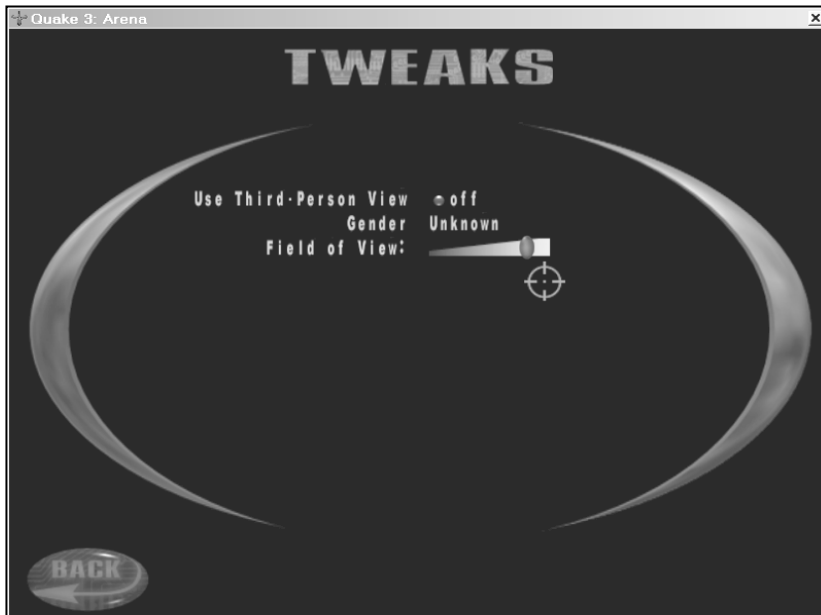 Quake 3: Arena
TWEAKS
Use Third-Person View off
Gender Unknown
Field of View:
BACK